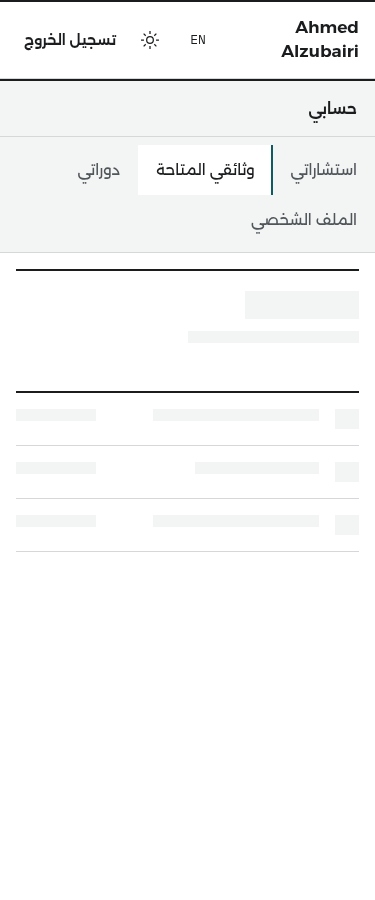 Ahmed
Alzubairi
EN
تسجيل الخروج
حسابي
استشاراتي
وثائقي المتاحة
دوراتي
الملف الشخصي